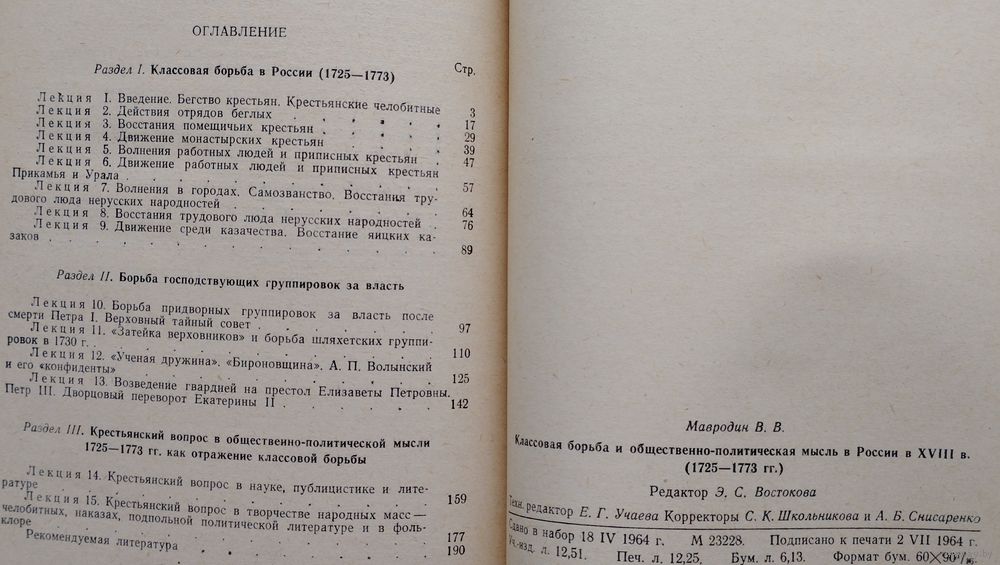 ОГЛАВЛЕНИЕ
Стр.
Раздел I. Классовая борьба в России (1725—1773)
Лекция 1. Введение. Бегство крестьян. Крестьянские челобитные 3
Лекция 2. Действия отрядов беглых . . . . . 17
Лекция 3. Восстания помещичьих крестьян . . . . 29
Лекция 4. Движение монастырских крестьян . . . 39
Лекция 5. Волнения работных людей и приписных крестьян . 47
Лекция 6. Движение работных людей и приписных крестьян
Прикамья и Урала . . . . . . . . 57
Лекция 7. Волнения в городах. Самозванство. Восстания тру-
дового люда нерусских народностей . . . . . 64
Лекция 8. Восстания трудового люда нерусских народностей . 76
Лекция 9. Движение среди казачества. Восстание яицких ка-
заков . . . . . . . . . . 89
Раздел II. Борьба господствующих группировок за власть
Лекция 10. Борьба придворных группировок за власть после
смерти Петра I. Верховный тайный совет . . . . 97
Лекция 11. «Затейка верховников» и борьба шляхетских группи-
ровок в 1730 г. . . . . . . . . 110
Лекция 12. «Ученая дружина». «Бироновщина». А. П. Волынский
и его «конфиденты» . . . . . . . . 125
Лекция 13. Возведение гвардией на престол Елизаветы Петровны.
Петр III. Дворцовый переворот Екатерины II . . . . 142
Раздел III. Крестьянский вопрос в общественно-политической мысли
1725—1773 гг. как отражение классовой борьбы
Лекция 14. Крестьянский вопрос в науке, публицистике и лите-
ратуре . . . . . . . . . . 159
Лекция 15. Крестьянский вопрос в творчестве народных масс —
челобитных, наказах, подпольной политической литературе и в фоль-
клоре . . . . . . . . . . 177
Рекомендуемая литература . . . . . . 190
Мавродин В. В.
Классовая борьба и общественно-политическая мысль в России в XVIII в.
(1725—1773 гг.)
Редактор Э. С. Востокова
Техн. редактор Е. Г. Учаева Корректоры С. К. Школьникова и А. Б. Снисаренко
Сдано в набор 18 IV 1964 г. М 23228. Подписано к печати 2 VII 1964 г.
Уч.-изд. л. 12,51. Печ. л. 12,25. Бум. л. 6,13. Формат бум. 60×90